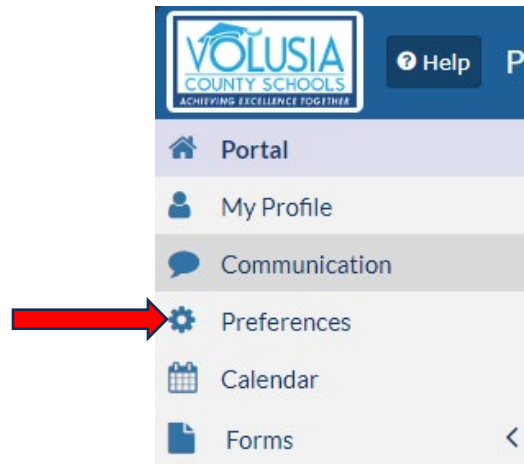 VOLUSIA
COUNTY SCHOOLS
ACHIEVING EXCELLENCE TOGETHER
Help P
Portal
My Profile
Communication
Preferences
Calendar
Forms